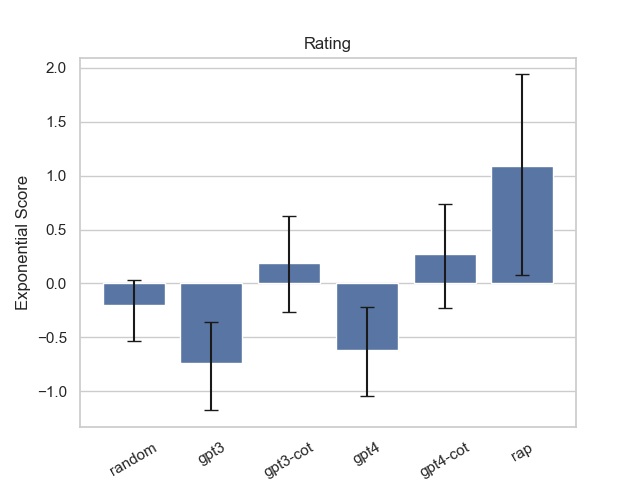 Rating
Exponential Score
2.0
1.5
1.0
0.5
0.0
−0.5
−1.0
random
gpt3
gpt3-cot
gpt4
gpt4-cot
rap